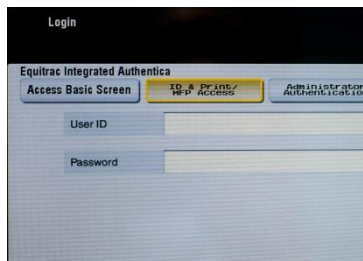 Login
Equitrac Integrated Authentica
Access Basic Screen
ID & Print/
MFP Access
Administrator
Authenticatio
User ID
Password